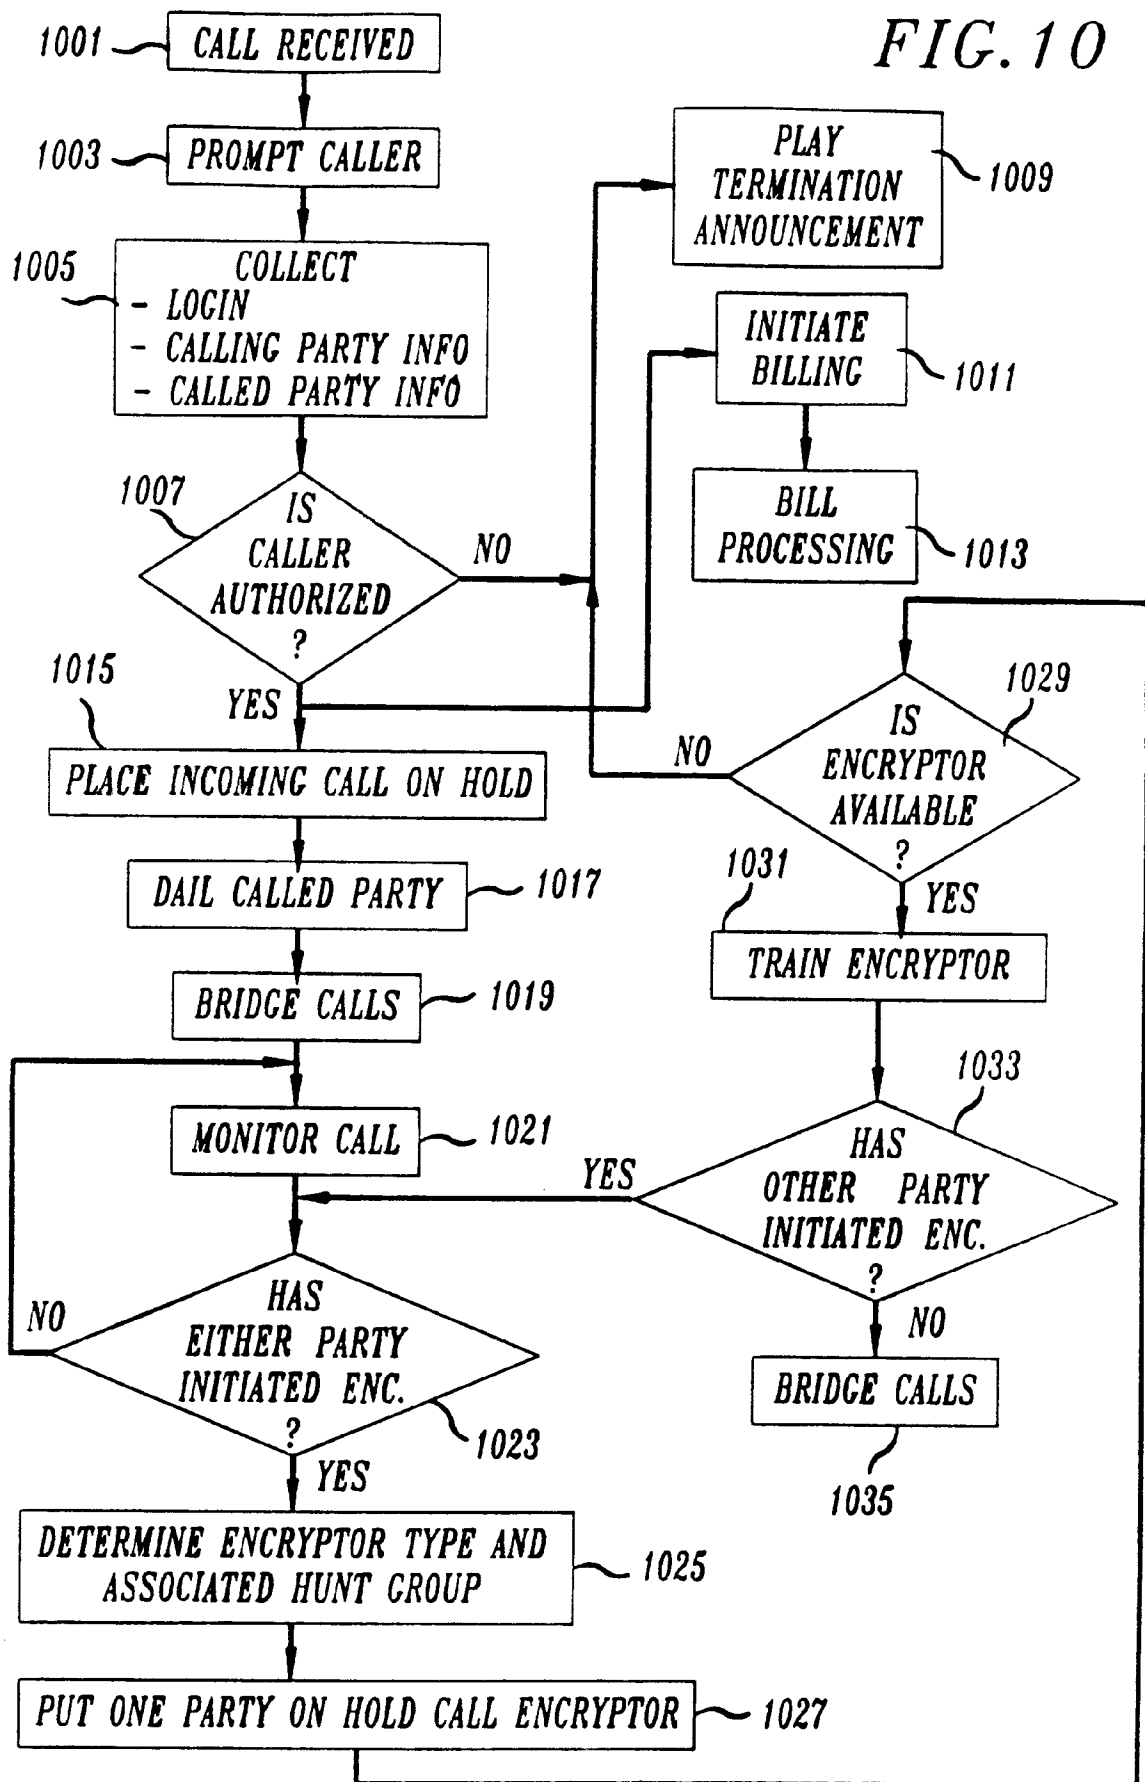 FIG. 10
1001
CALL RECEIVED
1003
PROMPT CALLER
1005
COLLECT
- LOGIN
- CALLING PARTY INFO
- CALLED PARTY INFO
1007
IS
CALLER
AUTHORIZED
?
NO
YES
PLAY
TERMINATION
ANNOUNCEMENT
1009
INITIATE
BILLING
1011
BILL
PROCESSING
1013
1015
PLACE INCOMING CALL ON HOLD
DAIL CALLED PARTY
1017
BRIDGE CALLS
1019
MONITOR CALL
1021
HAS
EITHER PARTY
INITIATED ENC.
?
1023
NO
YES
DETERMINE ENCRYPTOR TYPE AND
ASSOCIATED HUNT GROUP
1025
PUT ONE PARTY ON HOLD CALL ENCRYPTOR
1027
1029
IS
ENCRYPTOR
AVAILABLE
?
NO
YES
1031
TRAIN ENCRYPTOR
1033
HAS
OTHER PARTY
INITIATED ENC.
?
YES
NO
BRIDGE CALLS
1035